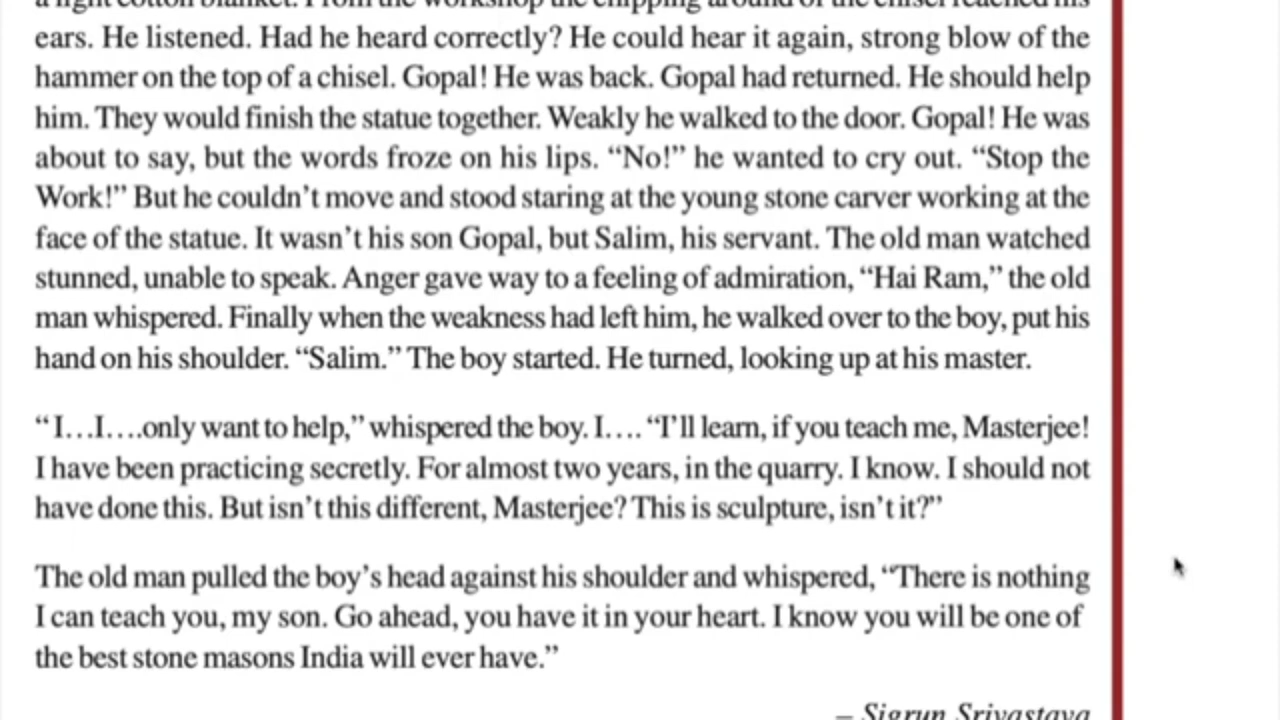 a light cotton blanket. From the workshop the chipping around of the chisel reached his
ears. He listened. Had he heard correctly? He could hear it again, strong blow of the
hammer on the top of a chisel. Gopal! He was back. Gopal had returned. He should help
him. They would finish the statue together. Weakly he walked to the door. Gopal! He was
about to say, but the words froze on his lips. “No!” he wanted to cry out. “Stop the
Work!” But he couldn’t move and stood staring at the young stone carver working at the
face of the statue. It wasn’t his son Gopal, but Salim, his servant. The old man watched
stunned, unable to speak. Anger gave way to a feeling of admiration, “Hai Ram,” the old
man whispered. Finally when the weakness had left him, he walked over to the boy, put his
hand on his shoulder. “Salim.” The boy started. He turned, looking up at his master.
“ I…I….only want to help,” whispered the boy. I…. “I’ll learn, if you teach me, Masterjee!
I have been practicing secretly. For almost two years, in the quarry. I know. I should not
have done this. But isn’t this different, Masterjee? This is sculpture, isn’t it?”
The old man pulled the boy’s head against his shoulder and whispered, “There is nothing
I can teach you, my son. Go ahead, you have it in your heart. I know you will be one of
the best stone masons India will ever have.”
– Sigrun Srivastava